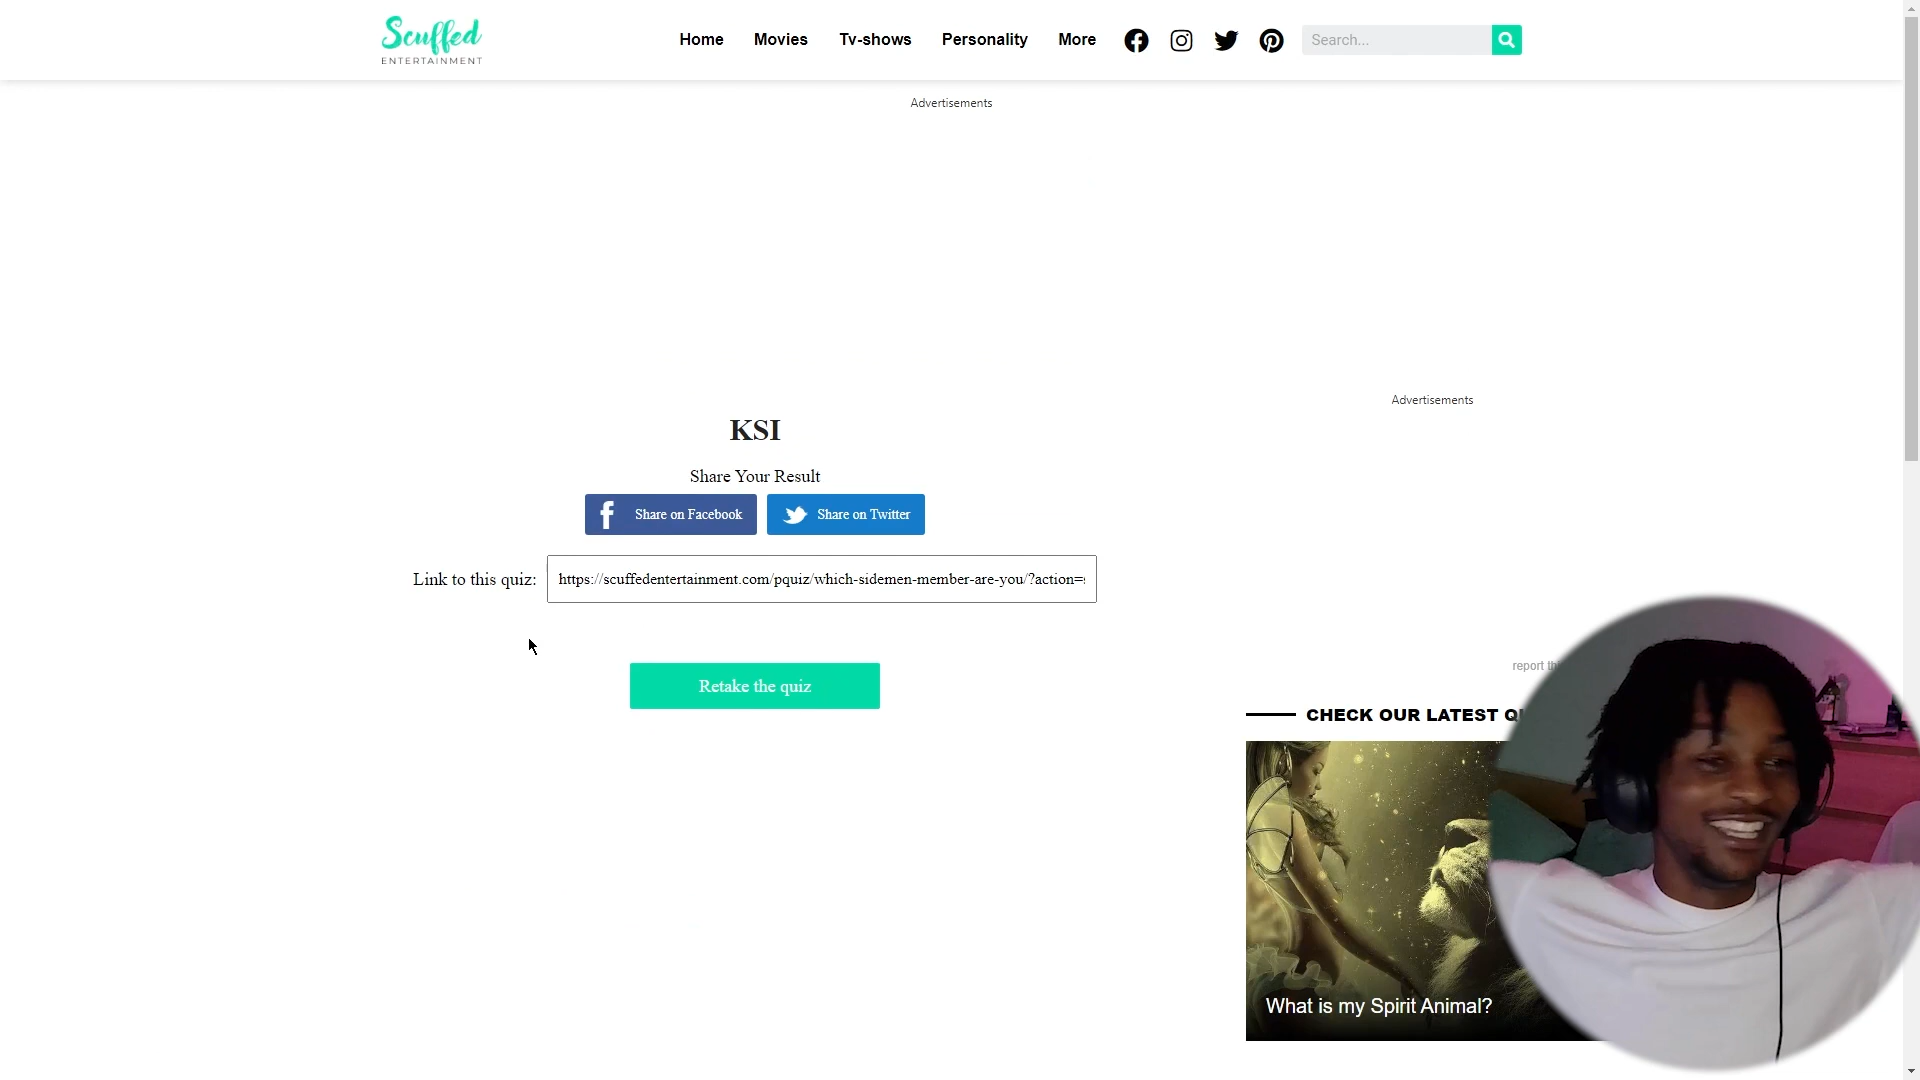 Scuffed
ENTERTAINMENT
Home
Movies
Tv-shows
Personality
More
Search...
Advertisements
Advertisements
KSI
Share Your Result
Share on Facebook
Share on Twitter
Link to this quiz:
https://scuffedentertainment.com/pquiz/which-sidemen-member-are-you/?action=
Retake the quiz
report
CHECK OUR LATEST
What is my Spirit Animal?